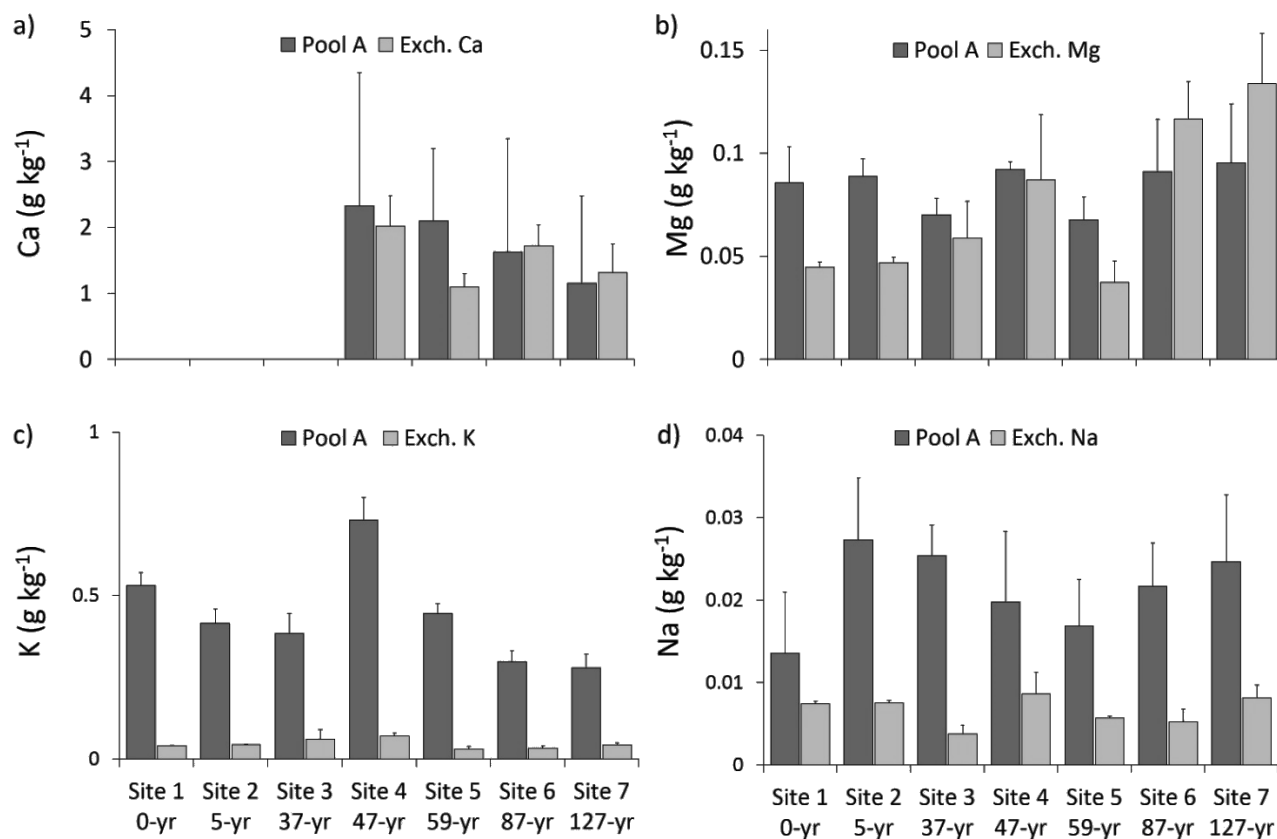 a)
Pool A Exch. Ca
Ca (g kg-1)
5
4
3
2
1
0
b)
Pool A Exch. Mg
Mg (g kg-1)
0.15
0.1
0.05
0
c)
Pool A Exch. K
K (g kg-1)
1
0.5
0
Site 1 Site 2 Site 3 Site 4 Site 5 Site 6 Site 7
0-yr 5-yr 37-yr 47-yr 59-yr 87-yr 127-yr
d)
Pool A Exch. Na
Na (g kg-1)
0.04
0.03
0.02
0.01
0
Site 1 Site 2 Site 3 Site 4 Site 5 Site 6 Site 7
0-yr 5-yr 37-yr 47-yr 59-yr 87-yr 127-yr